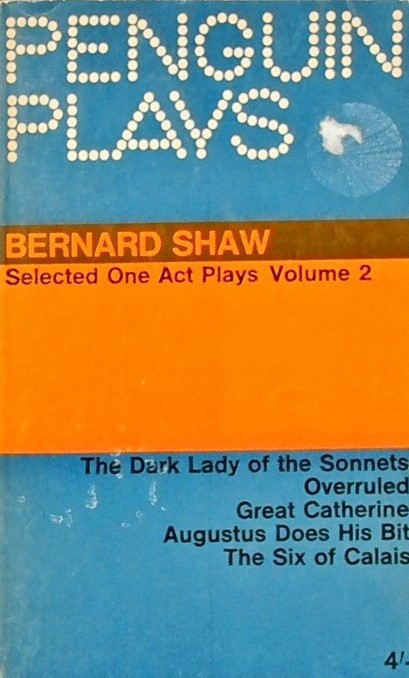 PENGUIN
PLAYS
BERNARD SHAW
Selected One Act Plays Volume 2
The Dark Lady of the Sonnets
Overruled
Great Catherine
Augustus Does His Bit
The Six of Calais
4/-